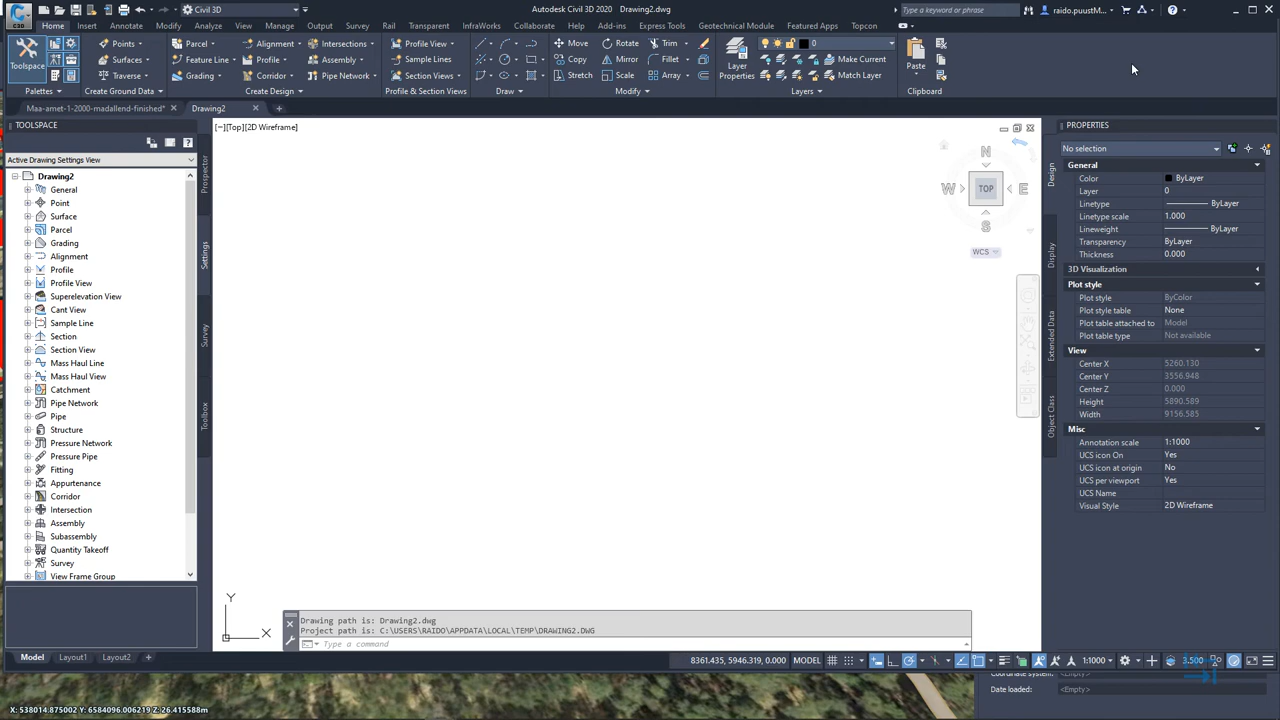 Civil 3D
Autodesk Civil 3D 2020 Drawing2.dwg
Type a keyword or phrase
raido.puustM...
Home Insert Annotate Modify Analyze View Manage Output Survey Rail Transparent InfraWorks Collaborate Help Add-ins Express Tools Geotechnical Module Featured Apps Topcon
Toolspace
Palettes
Points
Surfaces
Traverse
Create Ground Data
Parcel
Feature Line
Grading
Alignment
Profile
Corridor
Intersections
Assembly
Pipe Network
Create Design
Profile View
Sample Lines
Section Views
Profile & Section Views
Draw
Move
Copy
Stretch
Rotate
Mirror
Scale
Trim
Fillet
Array
Modify
Layer
Properties
0
Make Current
Match Layer
Layers
Paste
Clipboard
Maa-amet-1-2000-madallend-finished*
Drawing2
TOOLSPACE
Active Drawing Settings View
Drawing2
General
Point
Surface
Parcel
Grading
Alignment
Profile
Profile View
Superelevation View
Cant View
Sample Line
Section
Section View
Mass Haul Line
Mass Haul View
Catchment
Pipe Network
Pipe
Structure
Pressure Network
Pressure Pipe
Fitting
Appurtenance
Corridor
Intersection
Assembly
Subassembly
Quantity Takeoff
Survey
View Frame Group
Prospector
Settings
Survey
Toolbox
[−][Top][2D Wireframe]
N
W TOP E
S
WCS
Y
X
Drawing path is: Drawing2.dwg
Project path is: C:\USERS\RAIDO\APPDATA\LOCAL\TEMP\DRAWING2.DWG
Type a command
Design
Display
Extended Data
Object Class
PROPERTIES
No selection
General
Color ByLayer
Layer 0
Linetype ByLayer
Linetype scale 1.000
Lineweight ByLayer
Transparency ByLayer
Thickness 0.000
3D Visualization
Plot style
Plot style ByColor
Plot style table None
Plot table attached to Model
Plot table type Not available
View
Center X 5260.130
Center Y 3556.948
Center Z 0.000
Height 5890.589
Width 9156.585
Misc
Annotation scale 1:1000
UCS icon On Yes
UCS icon at origin No
UCS per viewport Yes
UCS Name
Visual Style 2D Wireframe
Model Layout1 Layout2
8361.435, 5946.319, 0.000 MODEL
1:1000
3.500
Coordinate system: <Empty>
Date loaded: <Empty>
X: 538014.875002 Y: 6584096.006219 Z: 26.415588m